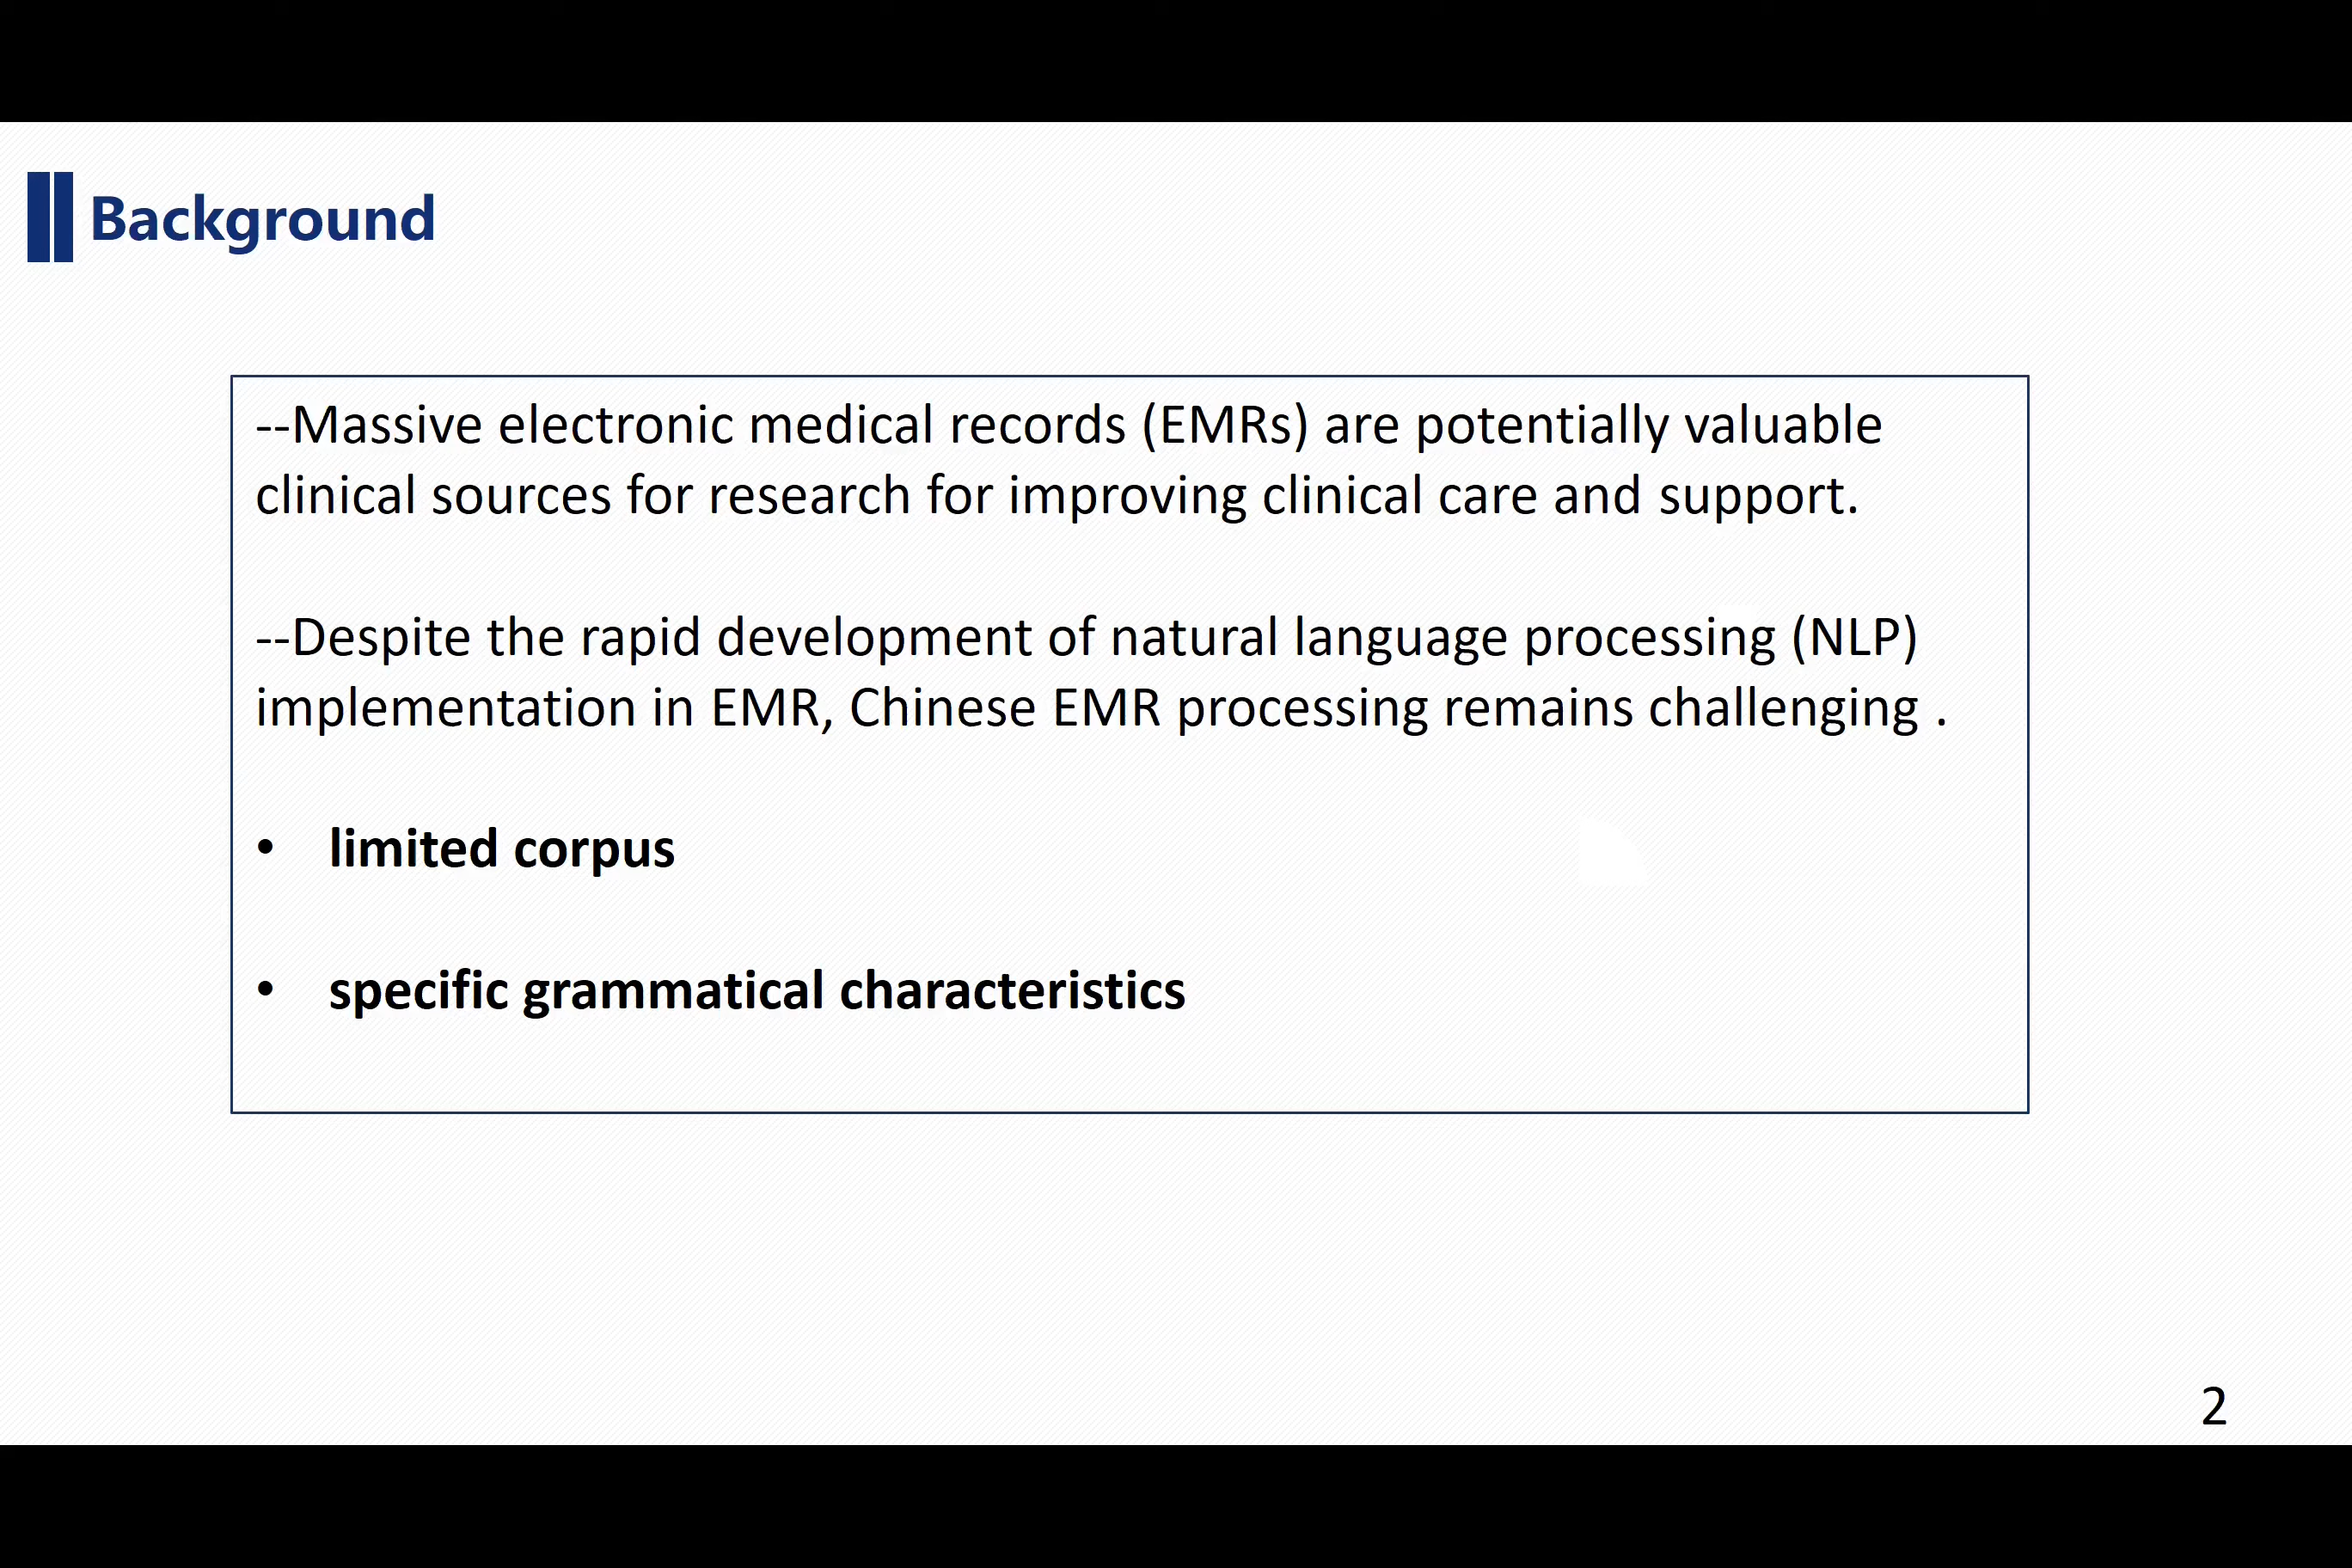 Background
--Massive electronic medical records (EMRs) are potentially valuable
clinical sources for research for improving clinical care and support.
--Despite the rapid development of natural language processing (NLP)
implementation in EMR, Chinese EMR processing remains challenging .
• limited corpus
• specific grammatical characteristics
2